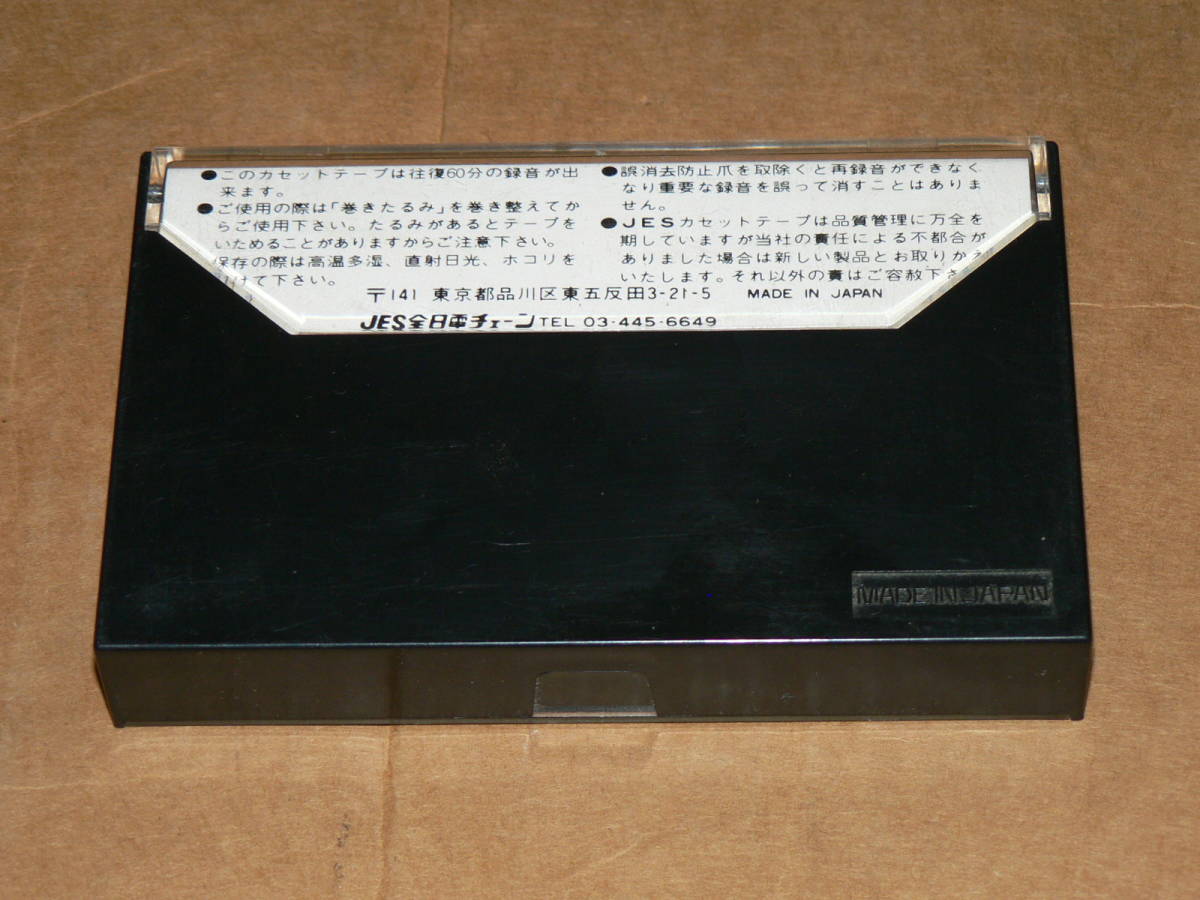 ●このカセットテープは往復60分の録音が出
来ます。
●ご使用の際は「巻きたるみ」を巻き整えてか
らご使用下さい。たるみがあるとテープを
いためることがありますからご注意下さい。
保存の際は高温多湿、直射日光、ホコリを
けて下さい。
●誤消去防止爪を取除くと再録音ができなく
なり重要な録音を誤って消すことはありま
せん。
●JESカセットテープは品質管理に万全を
期していますが当社の責任による不都合が
ありました場合は新しい製品とお取りかえ
いたします。それ以外の責はご容赦下さ
〒141 東京都品川区東五反田3-21-5 MADE IN JAPAN
JES全日電チェーン TEL 03-445-6649
MADE IN JAPAN